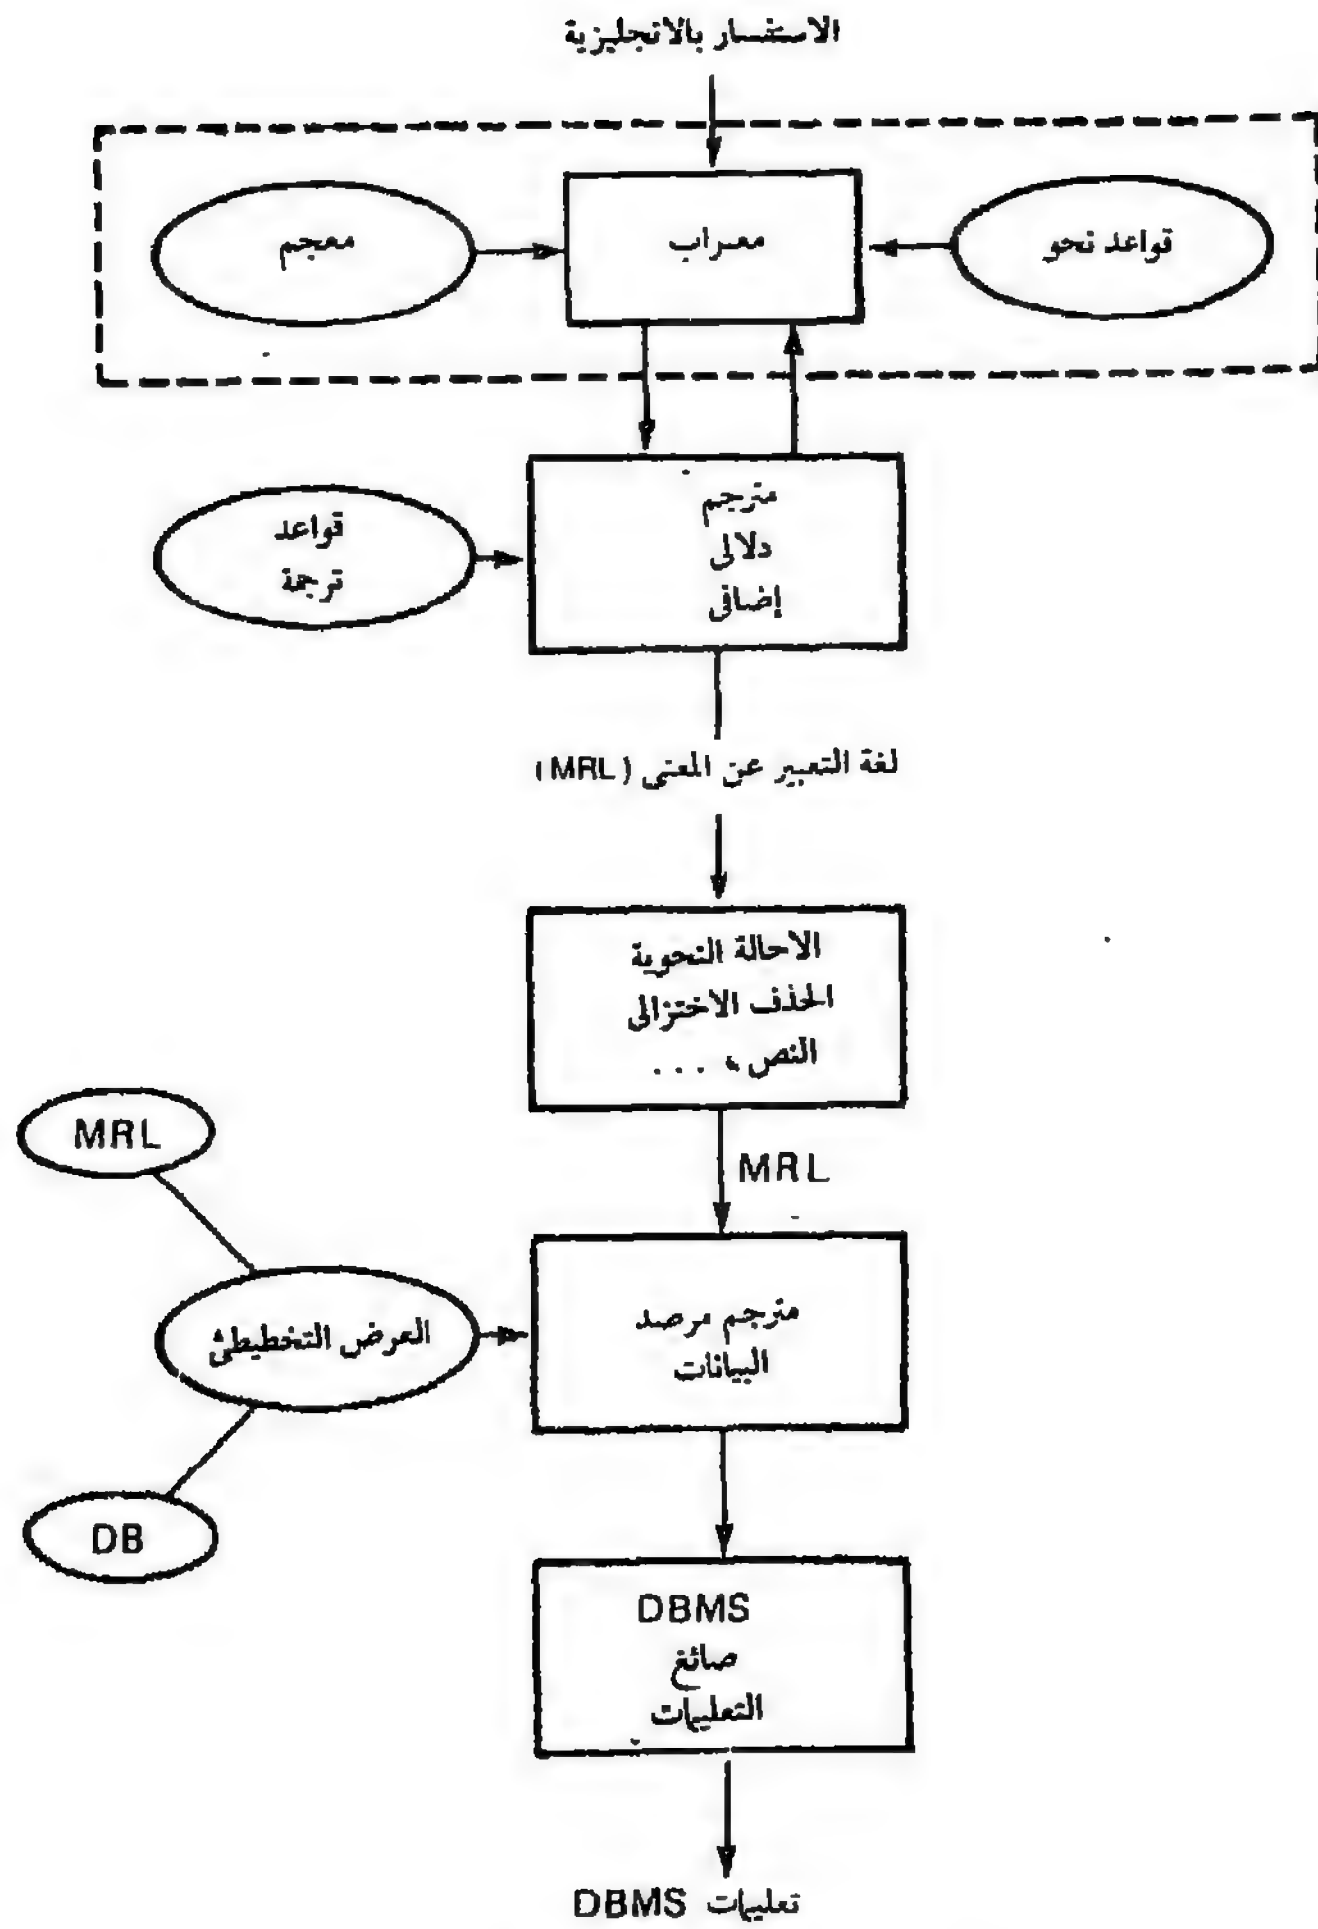 الاستفسار بالانجليزية
قواعد نحو
معراب
معجم
مترجم
دلالى
إضافى
قواعد
ترجمة
لغة التعبير عن المعنى (MRL)
الاحالة النحوية
الحذف الاختزالى
النص ، ...
MRL
MRL
مترجم مرصد
البيانات
العرض التخطيطى
DB
DBMS
صائغ
التعليمات
تعليمات DBMS